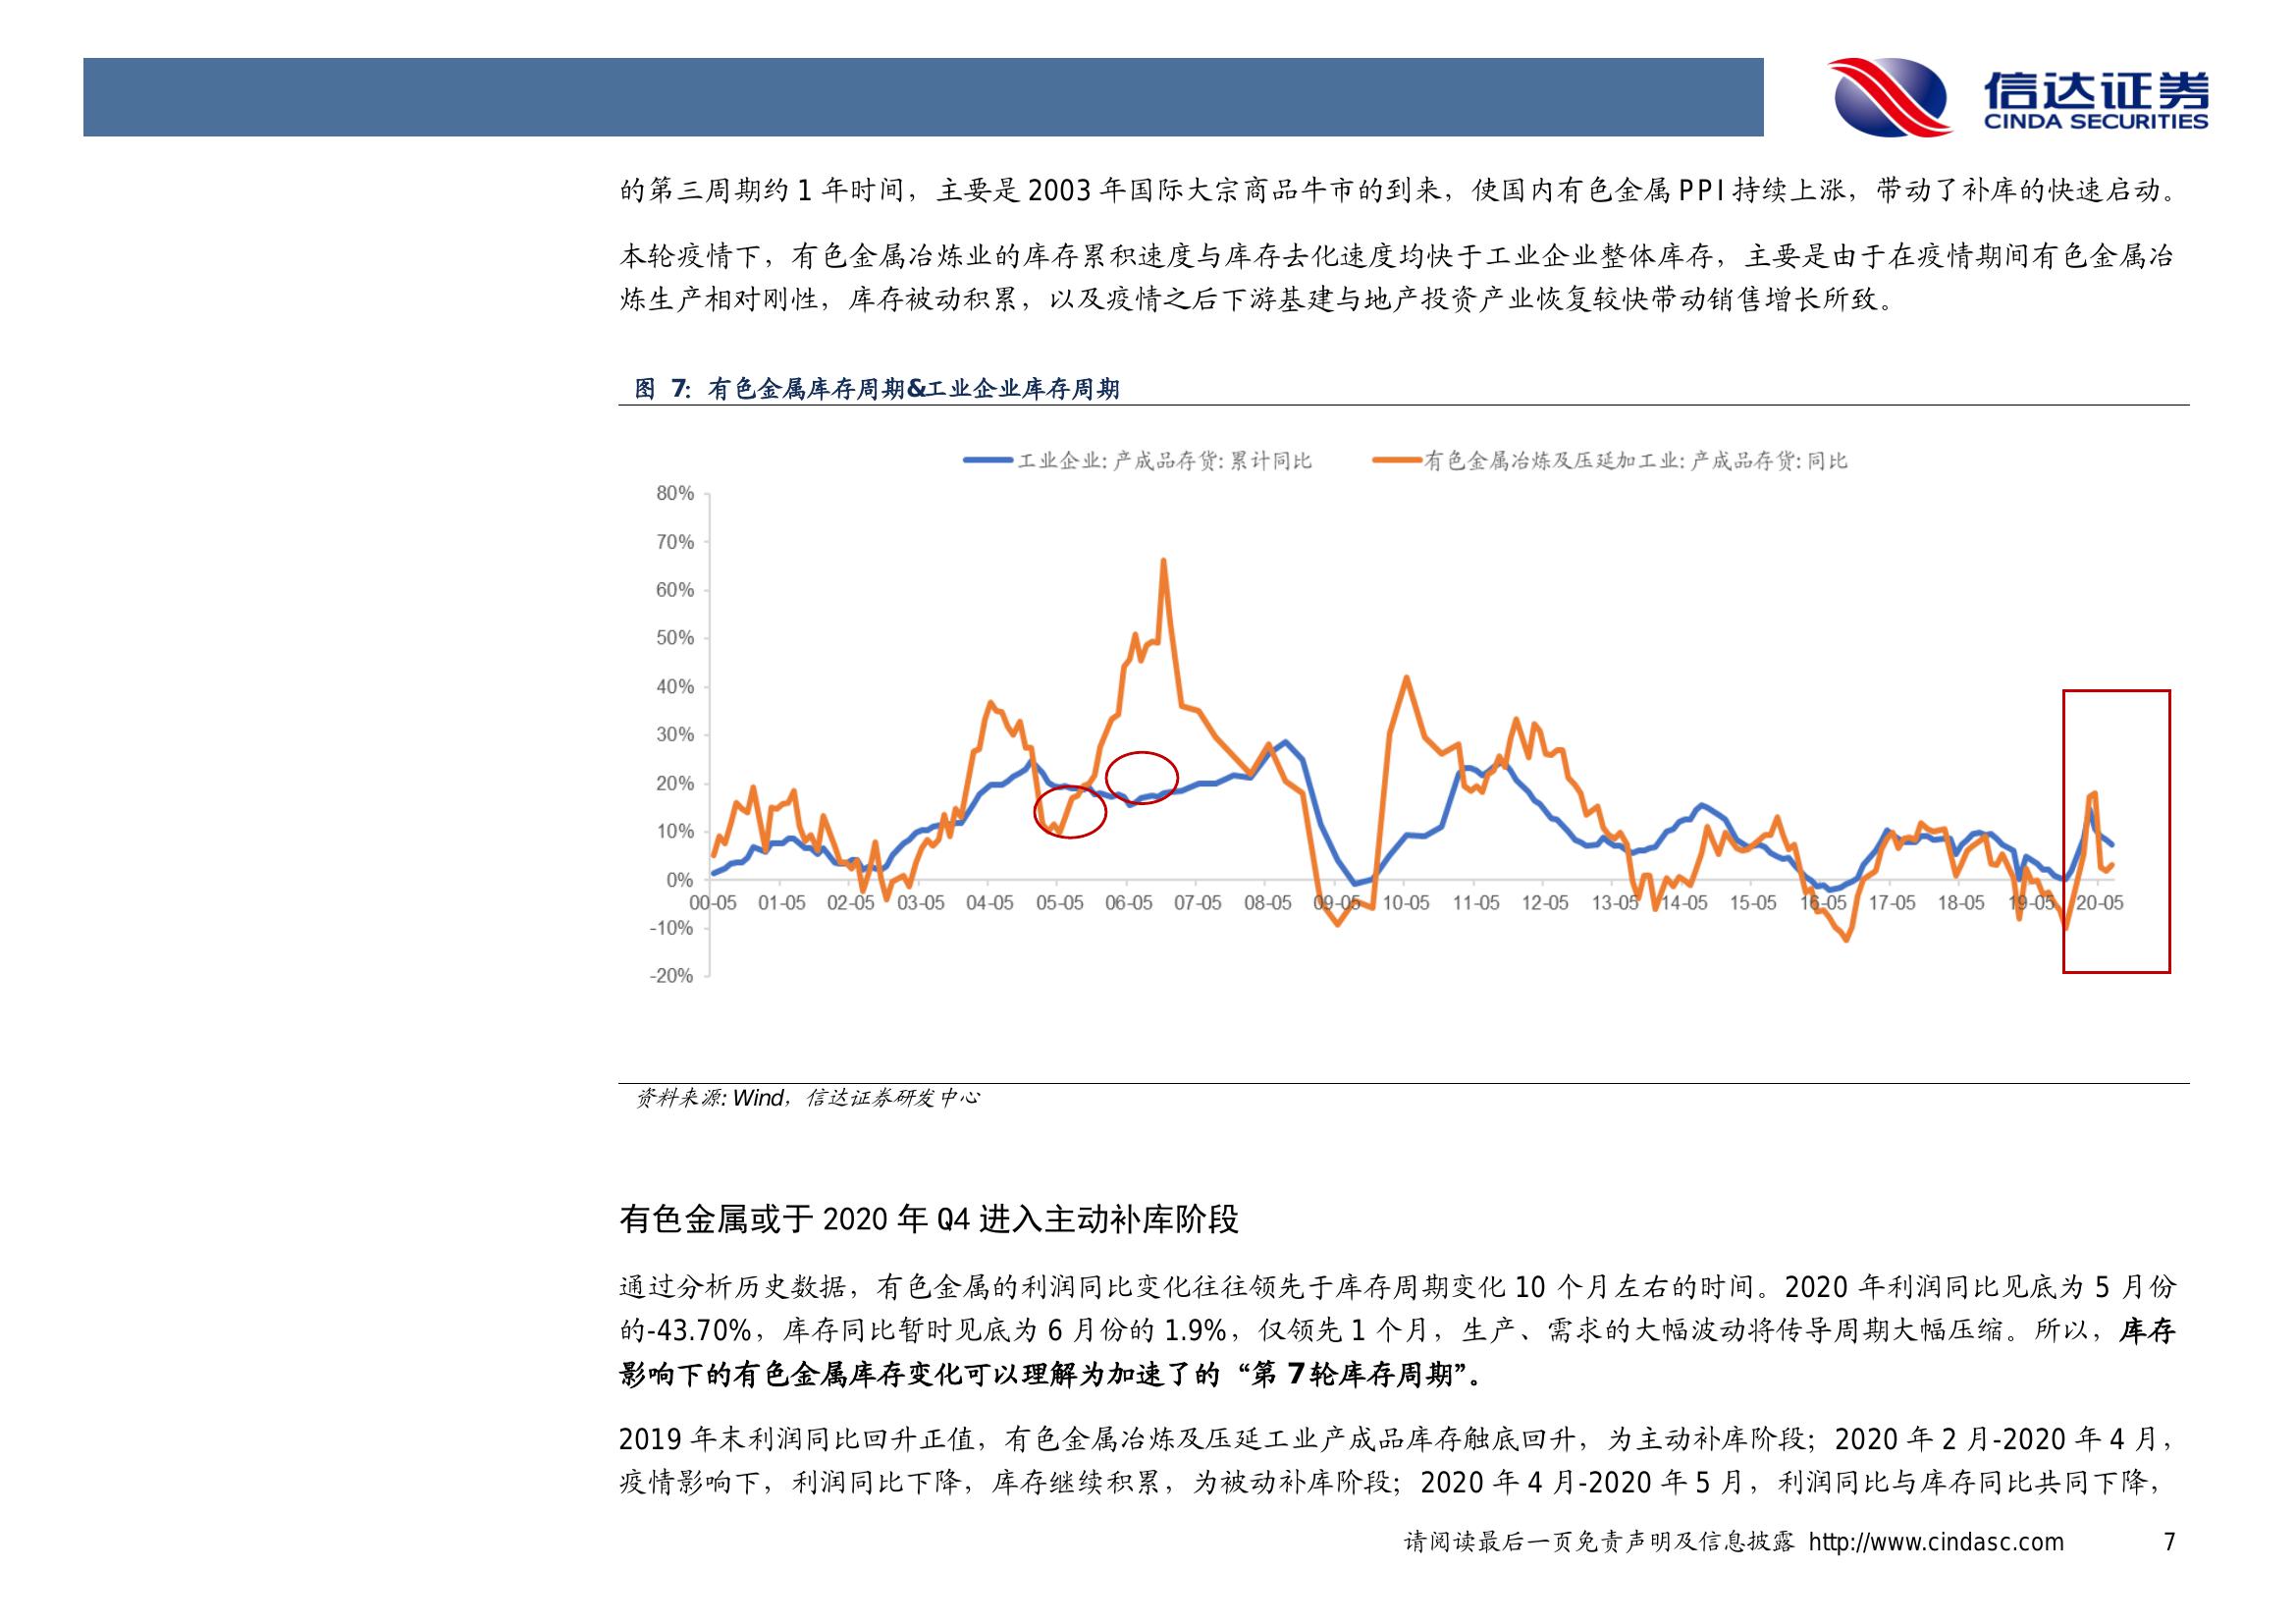 信达证券
CINDA SECURITIES
的第三周期约 1 年时间，主要是 2003 年国际大宗商品牛市的到来，使国内有色金属 PPI 持续上涨，带动了补库的快速启动。
本轮疫情下，有色金属冶炼业的库存累积速度与库存去化速度均快于工业企业整体库存，主要是由于在疫情期间有色金属冶
炼生产相对刚性，库存被动积累，以及疫情之后下游基建与地产投资产业恢复较快带动销售增长所致。
图 7：有色金属库存周期&工业企业库存周期
工业企业:产成品存货:累计同比 有色金属冶炼及压延加工业:产成品存货:同比
80%
70%
60%
50%
40%
30%
20%
10%
0%
00-05 01-05 02-05 03-05 04-05 05-05 06-05 07-05 08-05 09-05 10-05 11-05 12-05 13-05 14-05 15-05 16-05 17-05 18-05 19-05 20-05
-10%
-20%
资料来源: Wind，信达证券研发中心
有色金属或于 2020 年 Q4 进入主动补库阶段
通过分析历史数据，有色金属的利润同比变化往往领先于库存周期变化 10 个月左右的时间。2020 年利润同比见底为 5 月份
的-43.70%，库存同比暂时见底为 6 月份的 1.9%，仅领先 1 个月，生产、需求的大幅波动将传导周期大幅压缩。所以，库存
影响下的有色金属库存变化可以理解为加速了的“第 7 轮库存周期”。
2019 年末利润同比回升正值，有色金属冶炼及压延工业产成品库存触底回升，为主动补库阶段；2020 年 2 月-2020 年 4 月，
疫情影响下，利润同比下降，库存继续积累，为被动补库阶段；2020 年 4 月-2020 年 5 月，利润同比与库存同比共同下降，
请阅读最后一页免责声明及信息披露 http://www.cindasc.com 7